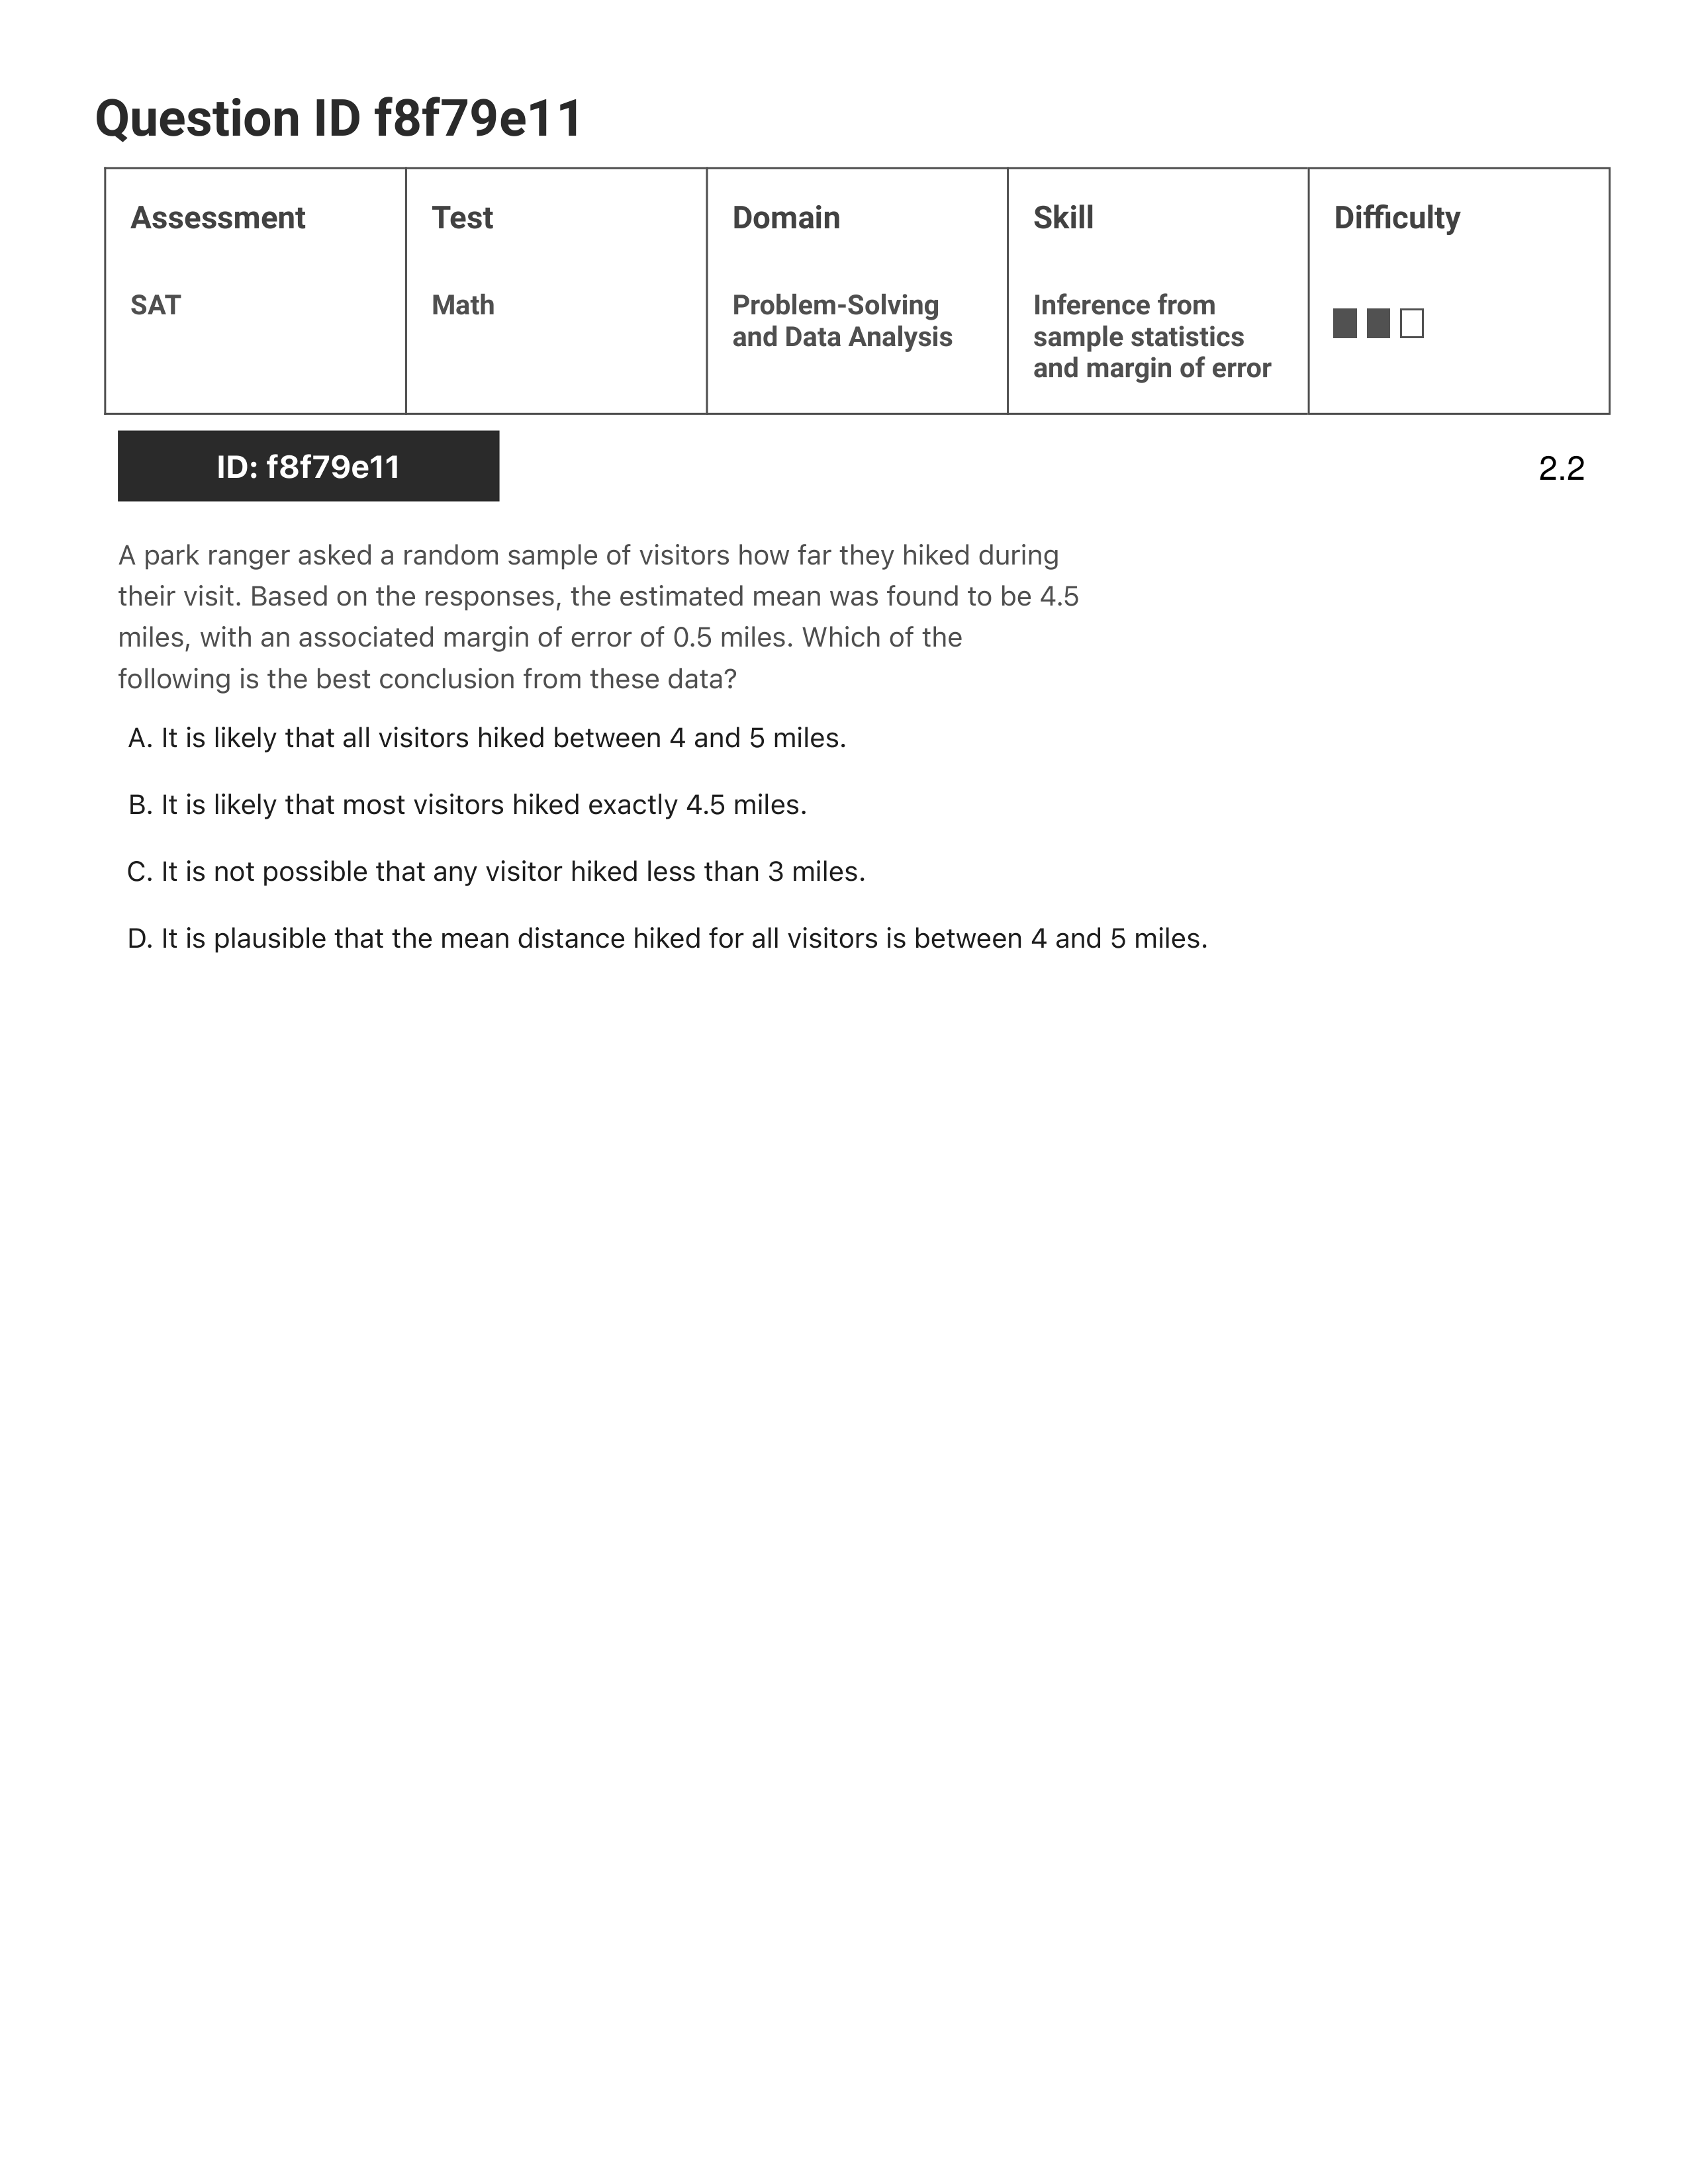 Question ID f8f79e11
Assessment
Test
Domain
Skill
Difficulty
SAT
Math
Problem-Solving
and Data Analysis
Inference from
sample statistics
and margin of error
ID: f8f79e11
2.2
A park ranger asked a random sample of visitors how far they hiked during
their visit. Based on the responses, the estimated mean was found to be 4.5
miles, with an associated margin of error of 0.5 miles. Which of the
following is the best conclusion from these data?
A. It is likely that all visitors hiked between 4 and 5 miles.
B. It is likely that most visitors hiked exactly 4.5 miles.
C. It is not possible that any visitor hiked less than 3 miles.
D. It is plausible that the mean distance hiked for all visitors is between 4 and 5 miles.